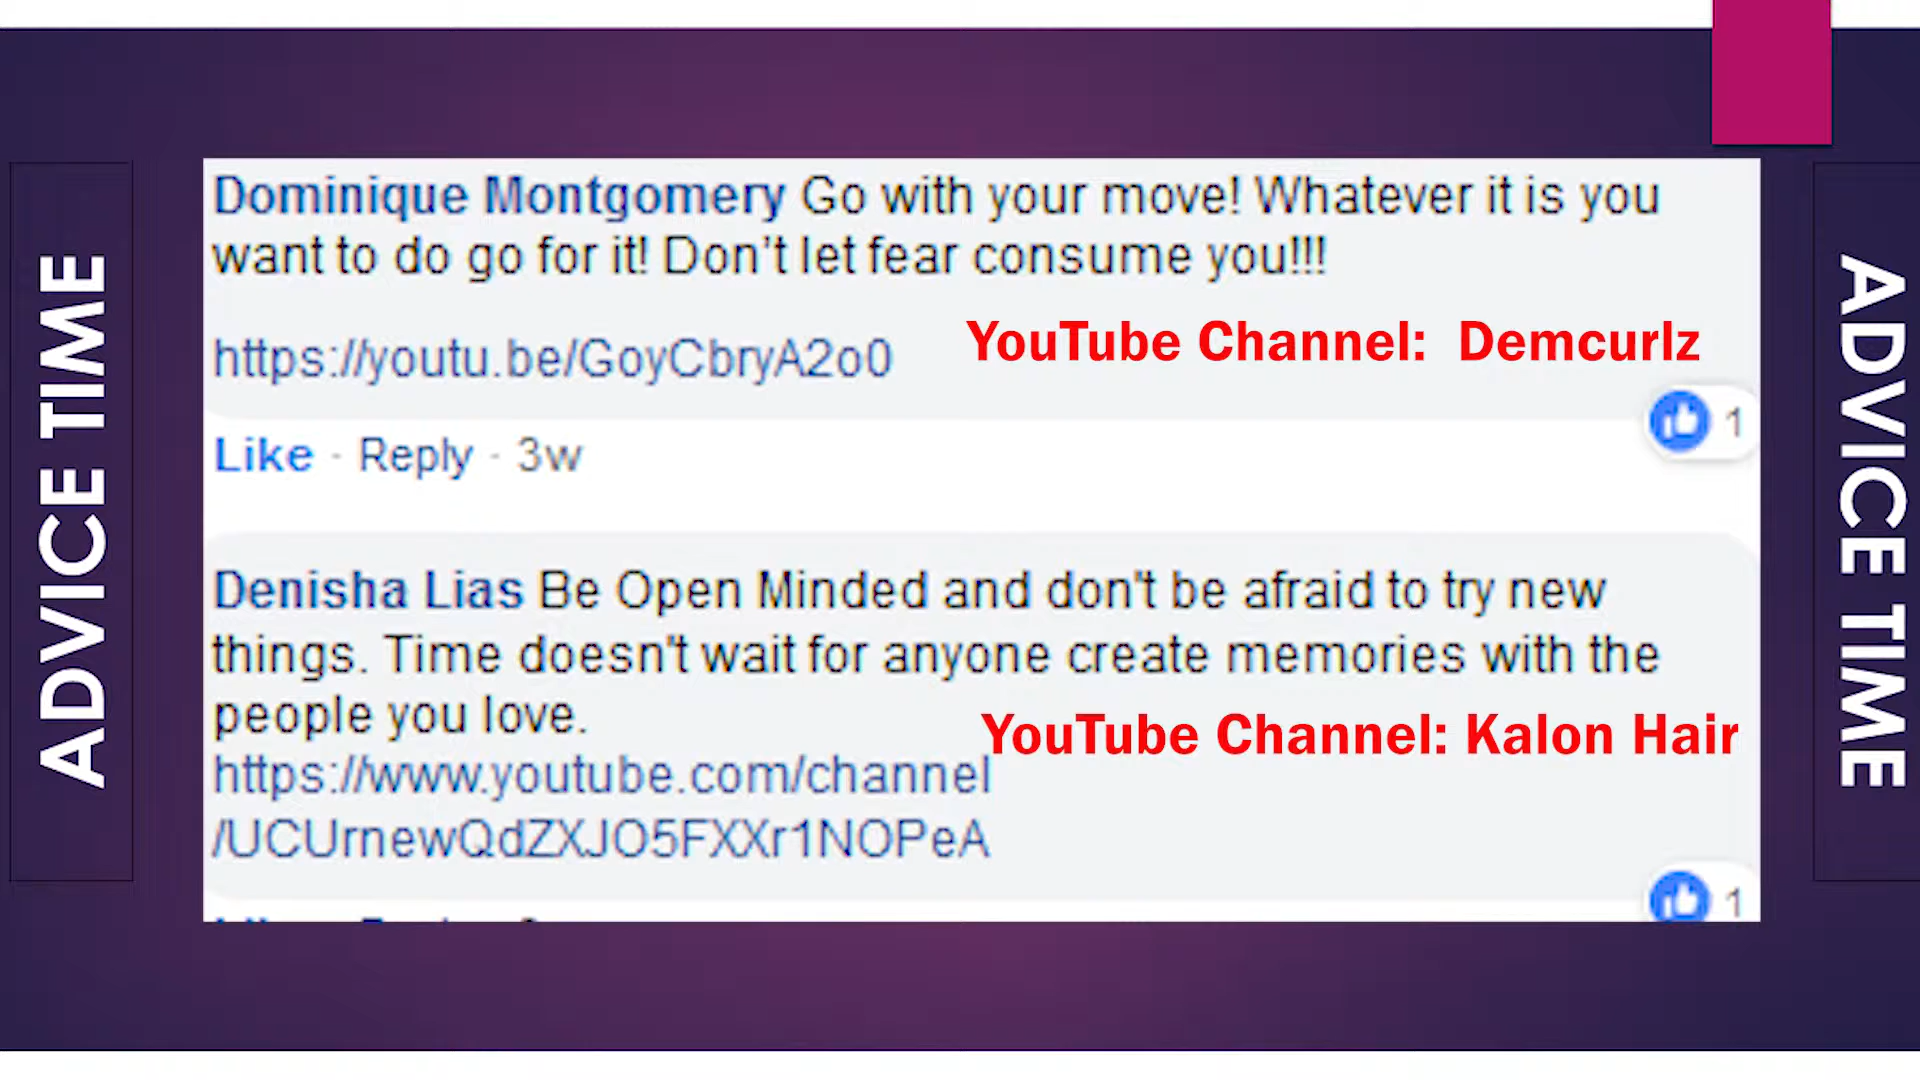 ADVICE TIME
Dominique Montgomery Go with your move! Whatever it is you
want to do go for it! Don't let fear consume you!!!
https://youtu.be/GoyCbryA2o0
YouTube Channel: Demcurlz
1
Like · Reply · 3w
Denisha Lias Be Open Minded and don't be afraid to try new
things. Time doesn't wait for anyone create memories with the
people you love.
YouTube Channel: Kalon Hair
https://www.youtube.com/channel
/UCUrnewQdZXJO5FXXr1NOPeA
1
ADVICE TIME